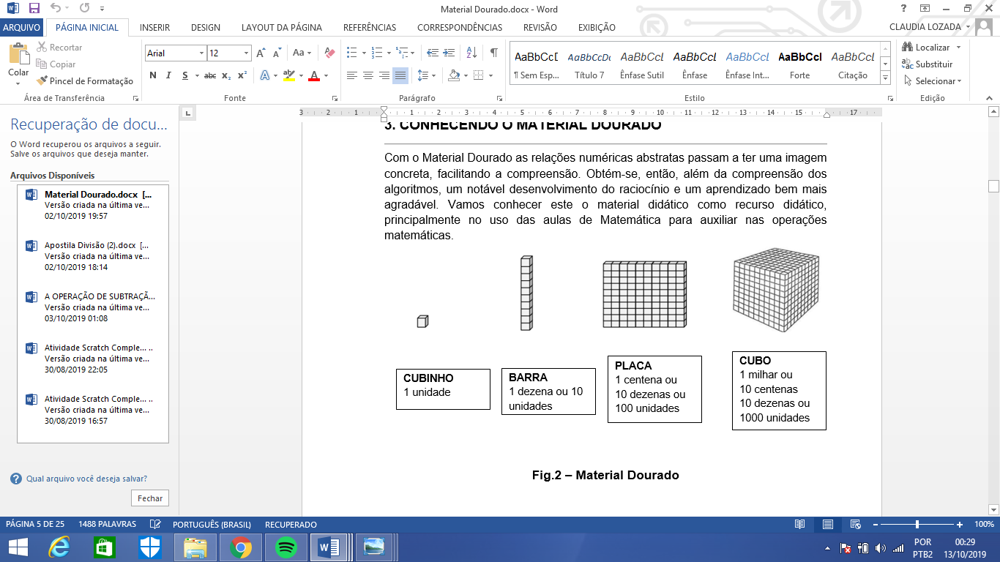 Material Dourado.docx - Word
ARQUIVO PÁGINA INICIAL INSERIR DESIGN LAYOUT DA PÁGINA REFERÊNCIAS CORRESPONDÊNCIAS REVISÃO EXIBIÇÃO CLAUDIA LOZADA
Colar
Recortar
Copiar
Pincel de Formatação
Área de Transferência
Arial 12
N I S abc x₂ x²
Fonte
Parágrafo
AaBbCcD AaBbCcDc AaBbCcL AaBbCcL AaBbCcL AaBbCcl AaBbCcL
¶ Sem Esp... Título 7 Ênfase Sutil Ênfase Ênfase Int... Forte Citação
Estilo
Localizar
Substituir
Selecionar
Edição
Recuperação de docu...
O Word recuperou os arquivos a seguir.
Salve os arquivos que deseja manter.
Arquivos Disponíveis
Material Dourado.docx [...
Versão criada na última ve...
02/10/2019 19:57
Apostila Divisão (2).docx [...
Versão criada na última ve...
02/10/2019 18:14
A OPERAÇÃO DE SUBTRAÇÃ...
Versão criada na última ve...
03/10/2019 01:08
Atividade Scratch Comple... ..
Versão criada na última ve...
30/08/2019 22:05
Atividade Scratch Comple... ..
Versão criada na última ve...
30/08/2019 16:57
Qual arquivo você deseja salvar?
Fechar
3 2 1 1 2 3 4 5 6 7 8 9 10 11 12 13 14 15 17
3. CONHECENDO O MATERIAL DOURADO
Com o Material Dourado as relações numéricas abstratas passam a ter uma imagem
concreta, facilitando a compreensão. Obtém-se, então, além da compreensão dos
algoritmos, um notável desenvolvimento do raciocínio e um aprendizado bem mais
agradável. Vamos conhecer este o material didático como recurso didático,
principalmente no uso das aulas de Matemática para auxiliar nas operações
matemáticas.
CUBINHO
1 unidade
BARRA
1 dezena ou 10
unidades
PLACA
1 centena ou
10 dezenas ou
100 unidades
CUBO
1 milhar ou
10 centenas
10 dezenas ou
1000 unidades
Fig.2 – Material Dourado
PÁGINA 5 DE 25 1488 PALAVRAS PORTUGUÊS (BRASIL) RECUPERADO 100%
POR
PTB2
00:29
13/10/2019